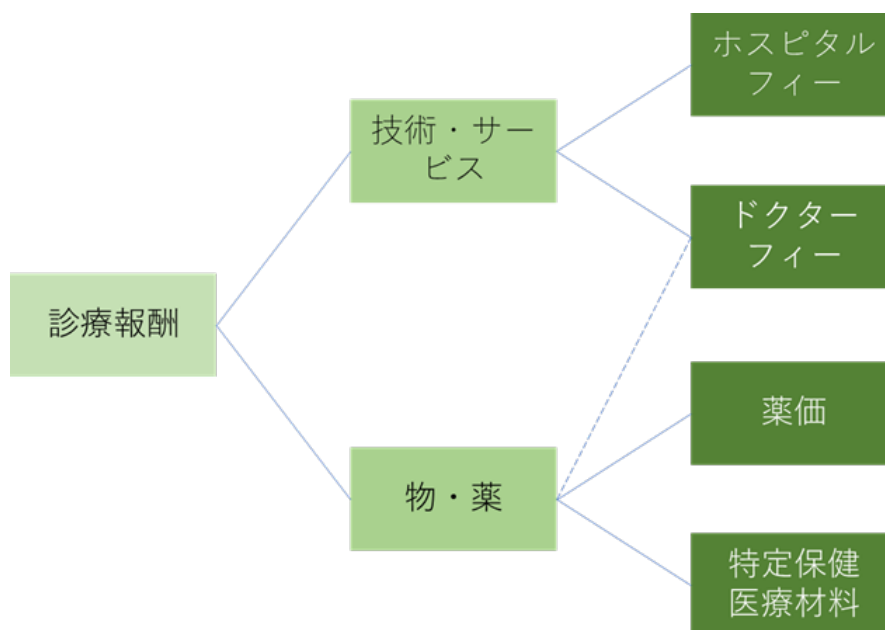 ホスピタル
フィー
技術・サー
ビス
ドクター
フィー
診療報酬
薬価
物・薬
特定保健
医療材料